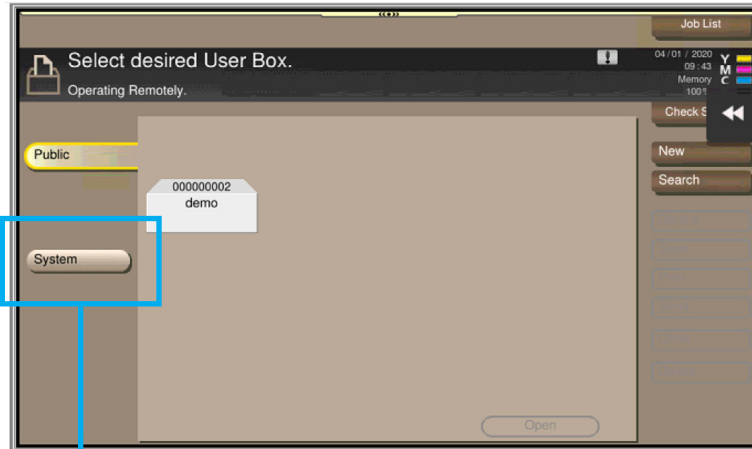 Job List
Select desired User Box.
Operating Remotely.
04/01/2020
09:43
Memory
100%
Y
M
C
Check
Public
New
Search
000000002
demo
System
Open